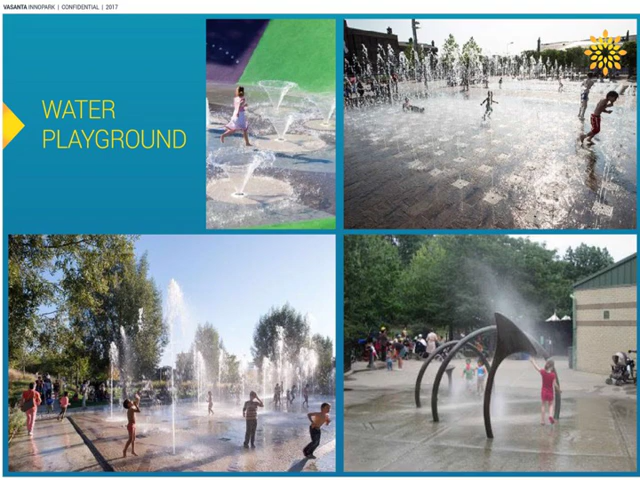 VASANTA INNOPARK | CONFIDENTIAL | 2017
WATER
PLAYGROUND